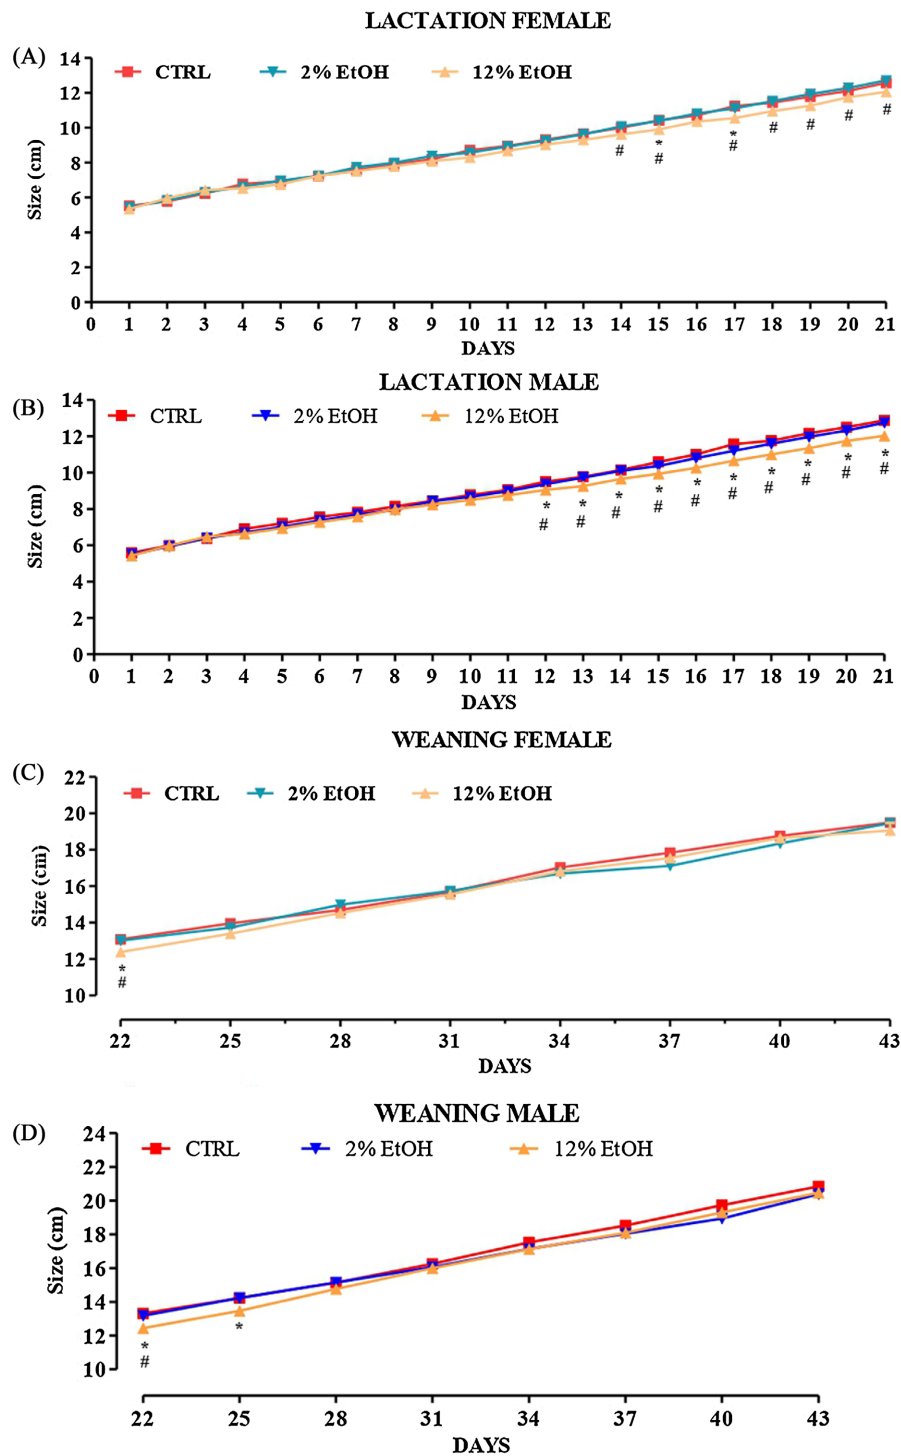 LACTATION FEMALE
(A)
CTRL 2% EtOH 12% EtOH
Size (cm)
14
12
10
8
6
4
2
0
* *
# # # # # # #
0 1 2 3 4 5 6 7 8 9 10 11 12 13 14 15 16 17 18 19 20 21
DAYS
LACTATION MALE
(B)
CTRL 2% EtOH 12% EtOH
Size (cm)
14
12
10
8
6
4
2
0
* * * * * * * * * *
# # # # # # # # # #
0 1 2 3 4 5 6 7 8 9 10 11 12 13 14 15 16 17 18 19 20 21
DAYS
WEANING FEMALE
(C)
CTRL 2% EtOH 12% EtOH
Size (cm)
22
20
18
16
14
12
10
*
#
22 25 28 31 34 37 40 43
DAYS
WEANING MALE
(D)
CTRL 2% EtOH 12% EtOH
Size (cm)
24
22
20
18
16
14
12
10
* *
#
22 25 28 31 34 37 40 43
DAYS